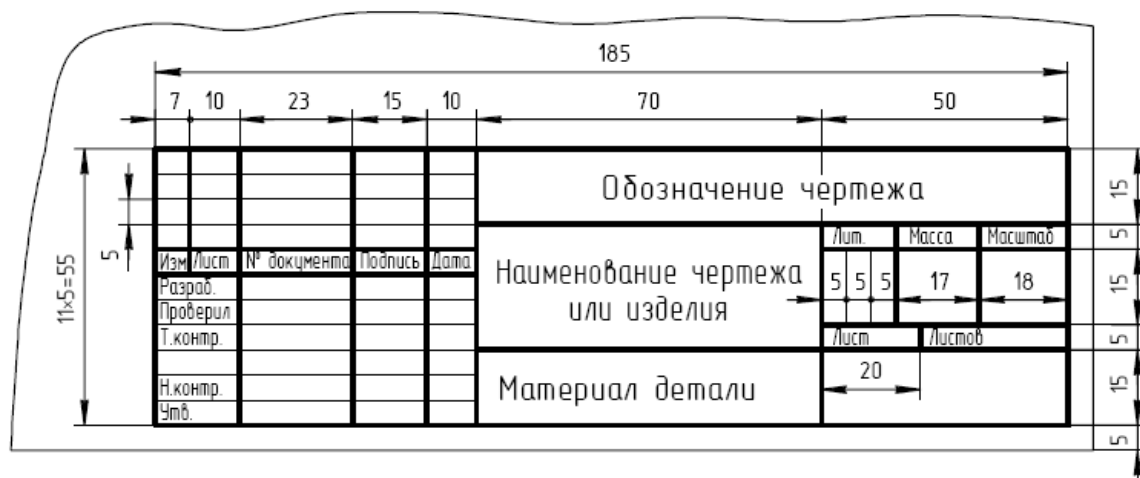 185
7 10 23 15 10 70 50
Обозначение чертежа
15
5
Лит. Масса Масштаб
5
Изм Лист № документа Подпись Дата
Наименование чертежа
или изделия
5 5 5 17 18
15
11×5=55
Разраб.
Проверил
Т.контр.
Лист Листов
5
20
Материал детали
15
Н.контр.
Утв.
5